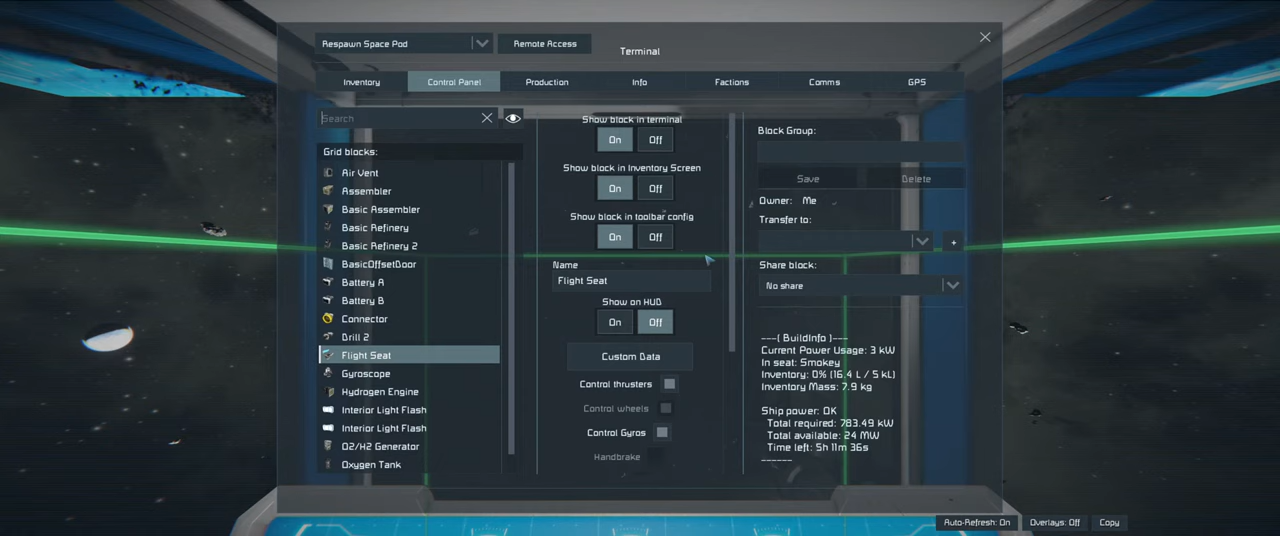 Respawn Space Pod
Remote Access
Terminal
Inventory
Control Panel
Production
Info
Factions
Comms
GPS
Search
Grid blocks:
Air Vent
Assembler
Basic Assembler
Basic Refinery
Basic Refinery 2
BasicOffsetDoor
Battery A
Battery B
Connector
Drill 2
Flight Seat
Gyroscope
Hydrogen Engine
Interior Light Flash
Interior Light Flash
O2/H2 Generator
Oxygen Tank
Show block in terminal
On Off
Show block in Inventory Screen
On Off
Show block in toolbar config
On Off
Name
Flight Seat
Show on HUD
On Off
Custom Data
Control thrusters
Control wheels
Control Gyros
Handbrake
Block Group:
Save Delete
Owner: Me
Transfer to:
+
Share block:
No share
---( BuildInfo )---
Current Power Usage: 3 kW
In seat: Smokey
Inventory: 0% (16.4 L / 5 kL)
Inventory Mass: 7.9 kg
Ship power: OK
Total required: 783.49 kW
Total available: 24 MW
Time left: 5h 11m 36s
------
Auto-Refresh: On
Overlays: Off
Copy